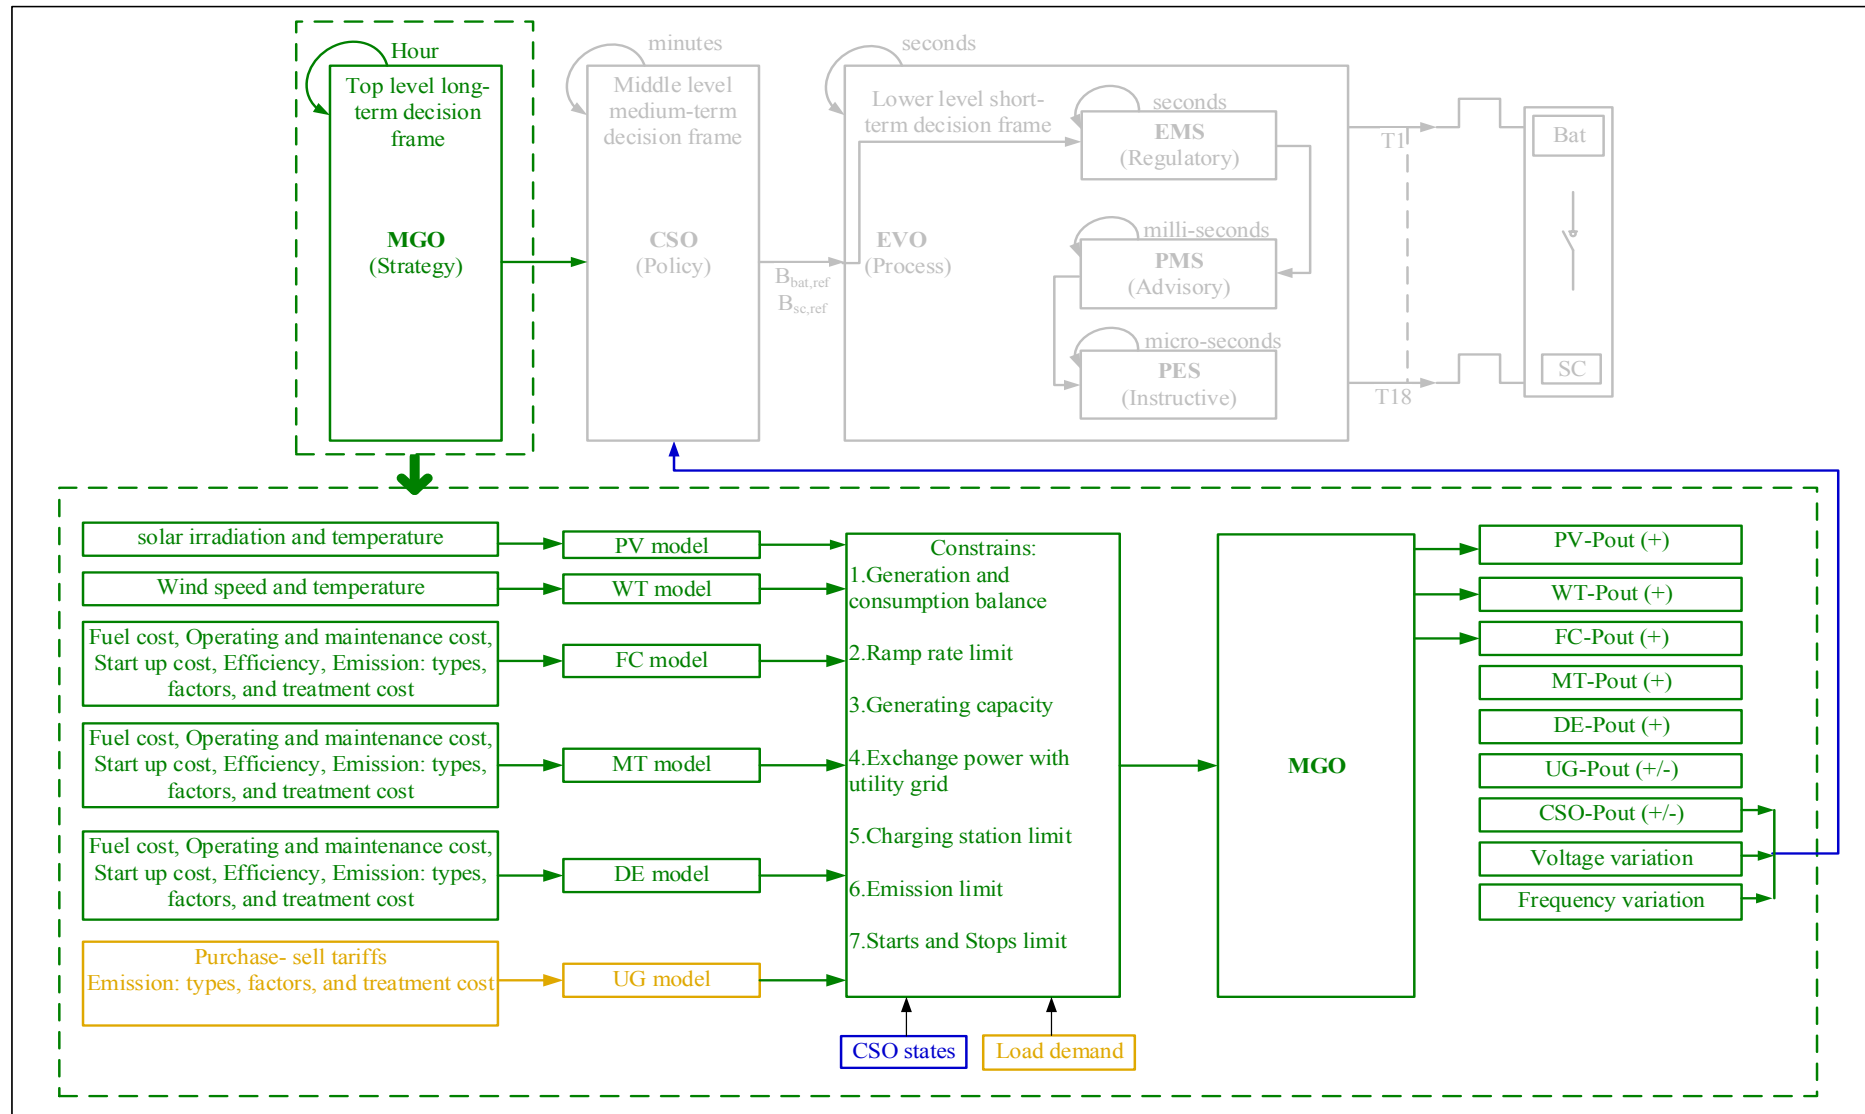 Hour
Top level long-
term decision
frame
MGO
(Strategy)
minutes
Middle level
medium-term
decision frame
CSO
(Policy)
B_bat,ref
B_sc,ref
seconds
Lower level short-
term decision frame
EVO
(Process)
seconds
EMS
(Regulatory)
milli-seconds
PMS
(Advisory)
micro-seconds
PES
(Instructive)
T1
T18
Bat
SC
solar irradiation and temperature
PV model
Wind speed and temperature
WT model
Fuel cost, Operating and maintenance cost,
Start up cost, Efficiency, Emission: types,
factors, and treatment cost
FC model
Fuel cost, Operating and maintenance cost,
Start up cost, Efficiency, Emission: types,
factors, and treatment cost
MT model
Fuel cost, Operating and maintenance cost,
Start up cost, Efficiency, Emission: types,
factors, and treatment cost
DE model
Purchase- sell tariffs
Emission: types, factors, and treatment cost
UG model
Constrains:
1.Generation and
consumption balance
2.Ramp rate limit
3.Generating capacity
4.Exchange power with
utility grid
5.Charging station limit
6.Emission limit
7.Starts and Stops limit
CSO states
Load demand
MGO
PV-Pout (+)
WT-Pout (+)
FC-Pout (+)
MT-Pout (+)
DE-Pout (+)
UG-Pout (+/-)
CSO-Pout (+/-)
Voltage variation
Frequency variation